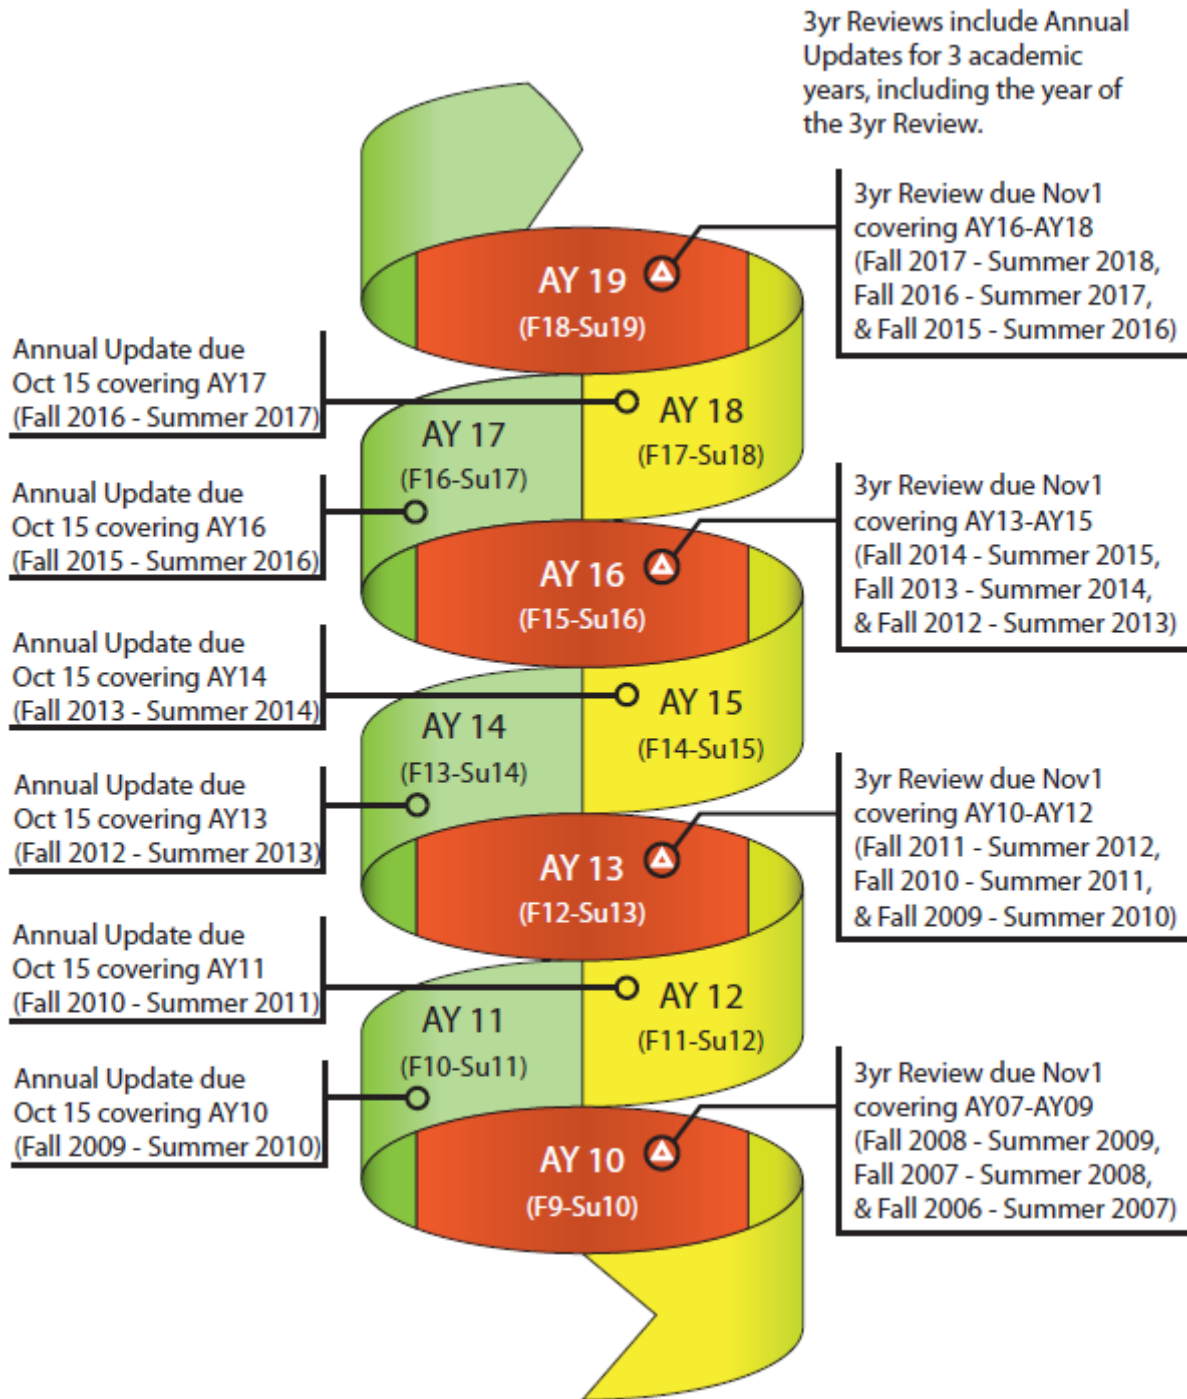 3yr Reviews include Annual
Updates for 3 academic
years, including the year of
the 3yr Review.
3yr Review due Nov1
covering AY16-AY18
(Fall 2017 - Summer 2018,
Fall 2016 - Summer 2017,
& Fall 2015 - Summer 2016)
AY 19
(F18-Su19)
Annual Update due
Oct 15 covering AY17
(Fall 2016 - Summer 2017)
AY 18
(F17-Su18)
AY 17
(F16-Su17)
Annual Update due
Oct 15 covering AY16
(Fall 2015 - Summer 2016)
3yr Review due Nov1
covering AY13-AY15
(Fall 2014 - Summer 2015,
Fall 2013 - Summer 2014,
& Fall 2012 - Summer 2013)
AY 16
(F15-Su16)
Annual Update due
Oct 15 covering AY14
(Fall 2013 - Summer 2014)
AY 15
(F14-Su15)
AY 14
(F13-Su14)
Annual Update due
Oct 15 covering AY13
(Fall 2012 - Summer 2013)
3yr Review due Nov1
covering AY10-AY12
(Fall 2011 - Summer 2012,
Fall 2010 - Summer 2011,
& Fall 2009 - Summer 2010)
AY 13
(F12-Su13)
Annual Update due
Oct 15 covering AY11
(Fall 2010 - Summer 2011)
AY 12
(F11-Su12)
AY 11
(F10-Su11)
Annual Update due
Oct 15 covering AY10
(Fall 2009 - Summer 2010)
3yr Review due Nov1
covering AY07-AY09
(Fall 2008 - Summer 2009,
Fall 2007 - Summer 2008,
& Fall 2006 - Summer 2007)
AY 10
(F9-Su10)